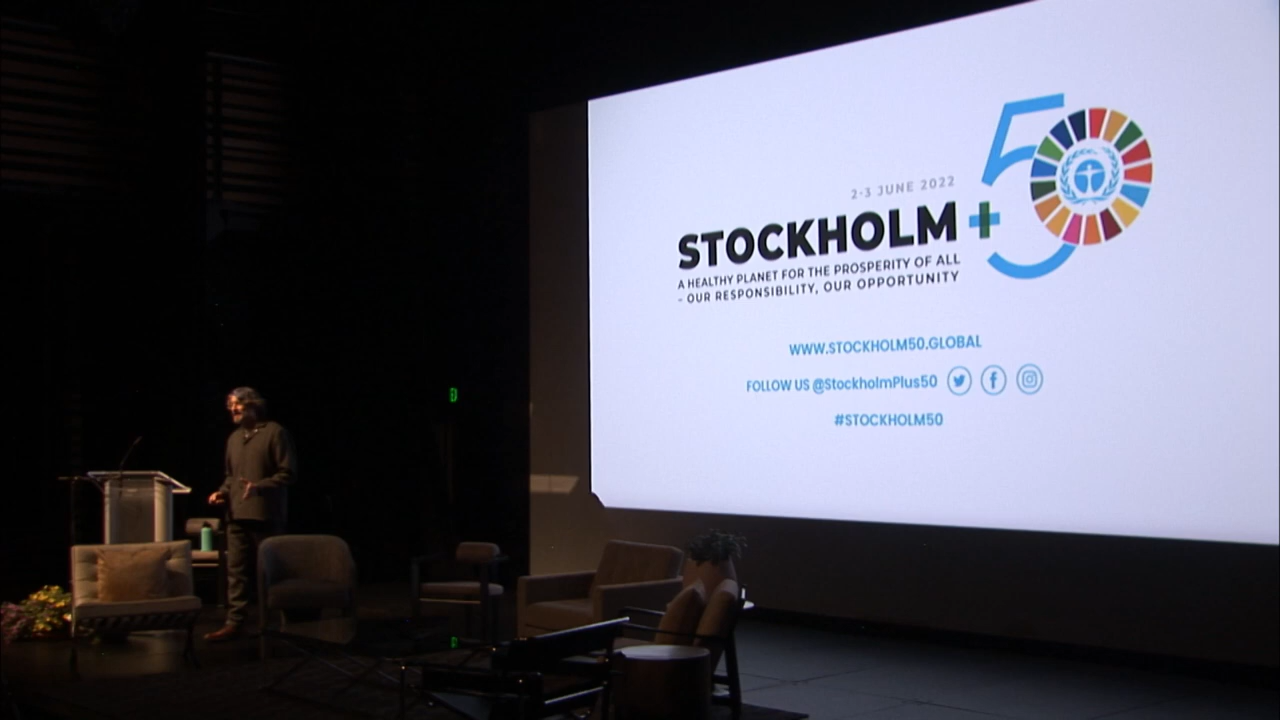 2-3 JUNE 2022
STOCKHOLM+50
A HEALTHY PLANET FOR THE PROSPERITY OF ALL
- OUR RESPONSIBILITY, OUR OPPORTUNITY
WWW.STOCKHOLM50.GLOBAL
FOLLOW US @StockholmPlus50
#STOCKHOLM50